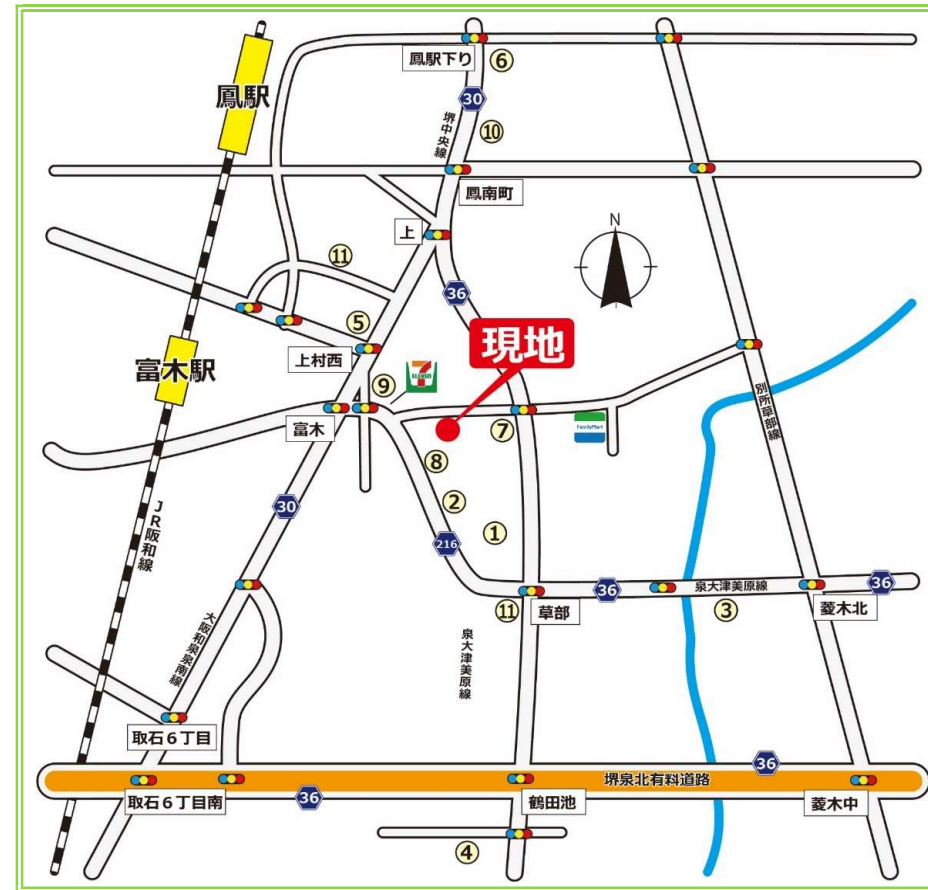 鳳駅下り
⑥
鳳駅
30
堺中央線
⑩
鳳南町
上
N
⑪
36
現地
⑤
上村西
富木駅
7
ELEVEN
⑨
富木
⑦
FamilyMart
別所草部線
⑧
②
①
30
216
JR阪和線
大阪和泉泉南線
⑪
草部
36
泉大津美原線
③
36
菱木北
泉大津美原線
取石6丁目
36
堺泉北有料道路
取石6丁目南
36
鶴田池
菱木中
④